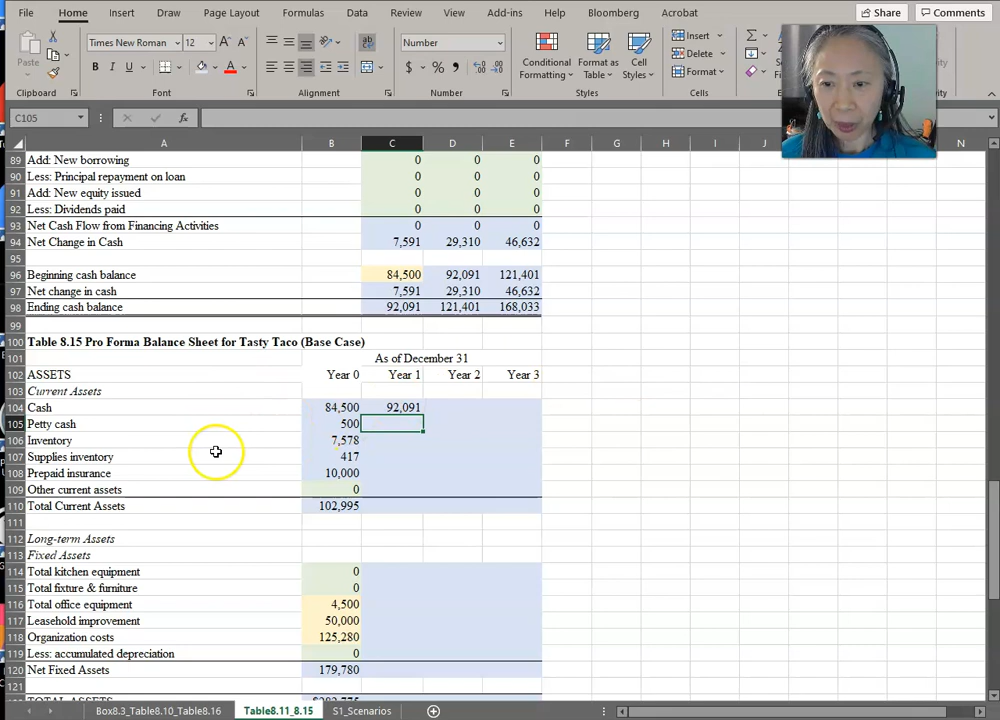 File Home Insert Draw Page Layout Formulas Data Review View Add-ins Help Bloomberg Acrobat Share Comments
Paste Times New Roman 12 A A ab Number Insert
B I U A $ % , Conditional Formatting Format as Table Cell Styles Delete
Format
Clipboard Font Alignment Number Styles Cells
C105 fx
A B C D E F G H I J N
89 Add: New borrowing 0 0 0
90 Less: Principal repayment on loan 0 0 0
91 Add: New equity issued 0 0 0
92 Less: Dividends paid 0 0 0
93 Net Cash Flow from Financing Activities 0 0 0
94 Net Change in Cash 7,591 29,310 46,632
95
96 Beginning cash balance 84,500 92,091 121,401
97 Net change in cash 7,591 29,310 46,632
98 Ending cash balance 92,091 121,401 168,033
99
100 Table 8.15 Pro Forma Balance Sheet for Tasty Taco (Base Case)
101 As of December 31
102 ASSETS Year 0 Year 1 Year 2 Year 3
103 Current Assets
104 Cash 84,500 92,091
105 Petty cash 500
106 Inventory 7,578
107 Supplies inventory 417
108 Prepaid insurance 10,000
109 Other current assets 0
110 Total Current Assets 102,995
111
112 Long-term Assets
113 Fixed Assets
114 Total kitchen equipment 0
115 Total fixture & furniture 0
116 Total office equipment 4,500
117 Leasehold improvement 50,000
118 Organization costs 125,280
119 Less: accumulated depreciation 0
120 Net Fixed Assets 179,780
121
TOTAL ASSETS $282,775
Box8.3_Table8.10_Table8.16 Table8.11_8.15 S1_Scenarios